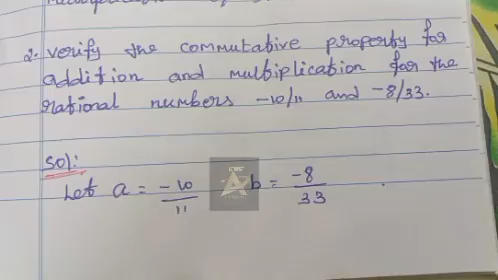 2. Verify the commutative property for
addition and multiplication for the
rational numbers -10/11 and -8/33.
Sol:
Let a = -10/11 b = -8/33